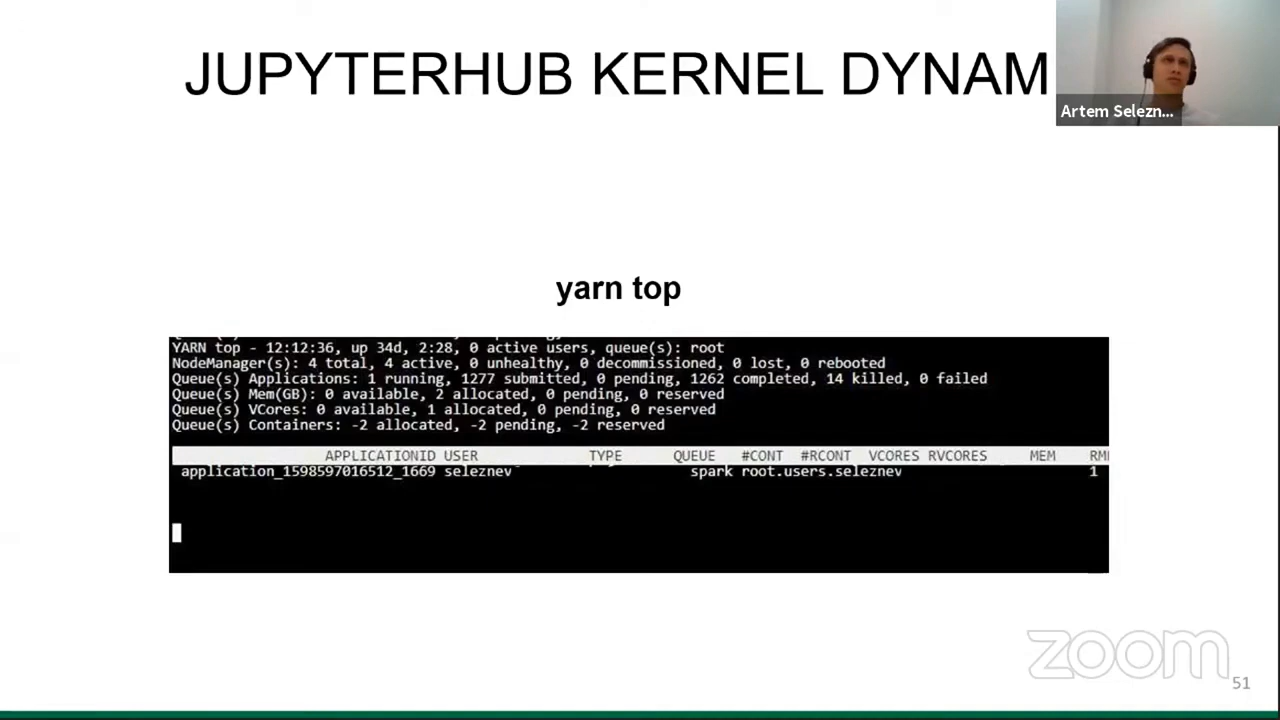 JUPYTERHUB KERNEL DYNAM
Artem Selezn...
yarn top
YARN top - 12:12:36, up 34d, 2:28, 0 active users, queue(s): root
NodeManager(s): 4 total, 4 active, 0 unhealthy, 0 decommissioned, 0 lost, 0 rebooted
Queue(s) Applications: 1 running, 1277 submitted, 0 pending, 1262 completed, 14 killed, 0 failed
Queue(s) Mem(GB): 0 available, 2 allocated, 0 pending, 0 reserved
Queue(s) VCores: 0 available, 1 allocated, 0 pending, 0 reserved
Queue(s) Containers: -2 allocated, -2 pending, -2 reserved
APPLICATIONID USER TYPE QUEUE #CONT #RCONT VCORES RVCORES MEM RM
application_1598597016512_1669 seleznev spark root.users.seleznev 1
zoom
51